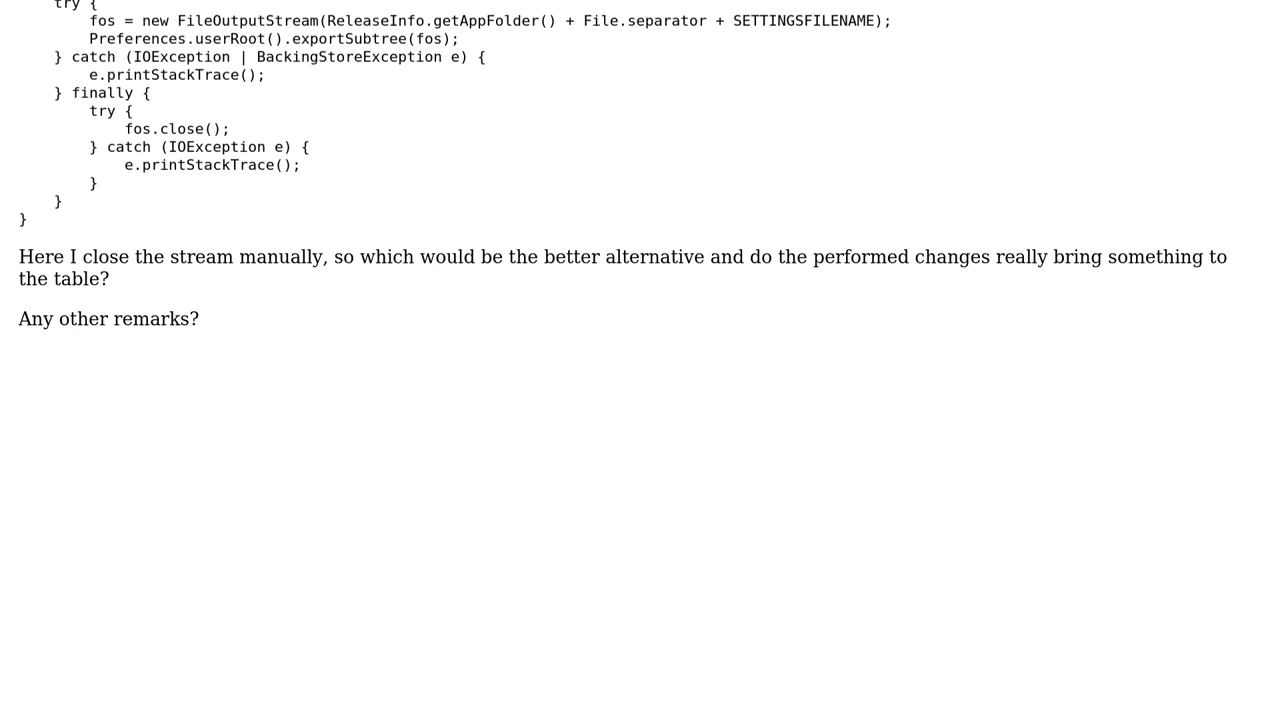 try {
fos = new FileOutputStream(ReleaseInfo.getAppFolder() + File.separator + SETTINGSFILENAME);
Preferences.userRoot().exportSubtree(fos);
} catch (IOException | BackingStoreException e) {
e.printStackTrace();
} finally {
try {
fos.close();
} catch (IOException e) {
e.printStackTrace();
}
}
}
Here I close the stream manually, so which would be the better alternative and do the performed changes really bring something to
the table?
Any other remarks?